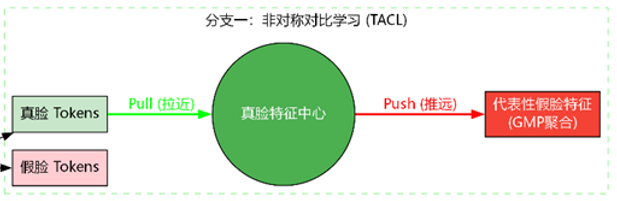 分支一：非对称对比学习 (TACL)
真脸 Tokens
Pull (拉近)
真脸特征中心
Push (推远)
代表性假脸特征
(GMP聚合)
假脸 Tokens